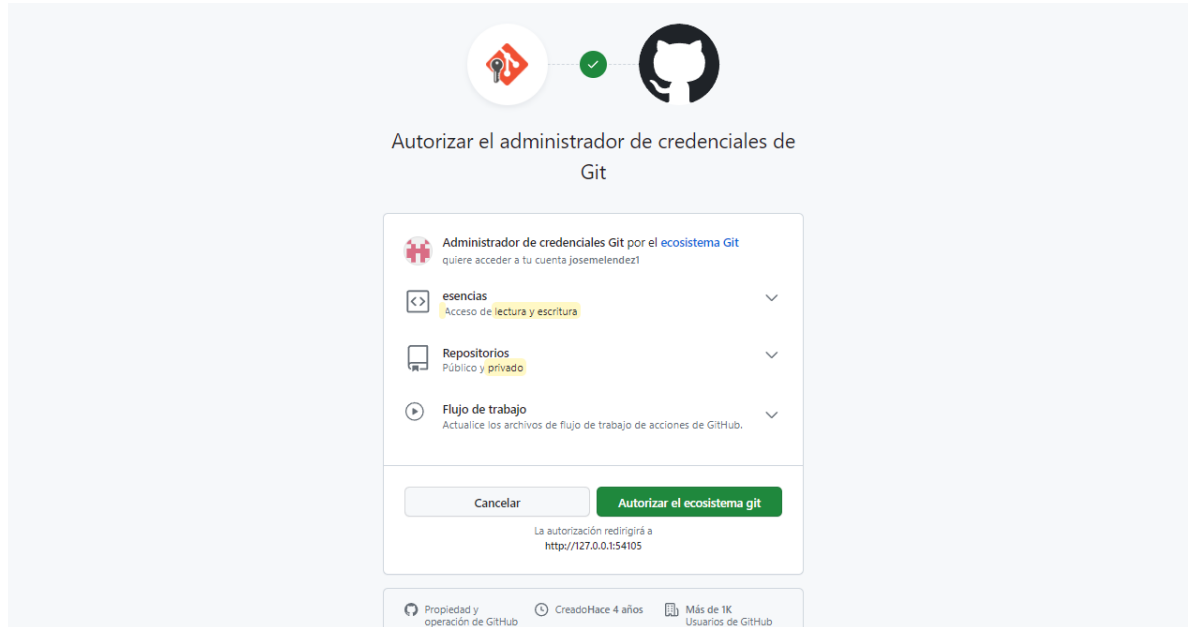 Autorizar el administrador de credenciales de
Git
Administrador de credenciales Git por el ecosistema Git
quiere acceder a tu cuenta josemelendez1
esencias
Acceso de lectura y escritura
Repositorios
Público y privado
Flujo de trabajo
Actualice los archivos de flujo de trabajo de acciones de GitHub.
Cancelar
Autorizar el ecosistema git
La autorización redirigirá a
http://127.0.0.1:54105
Propiedad y
operación de GitHub
CreadoHace 4 años
Más de 1K
Usuarios de GitHub